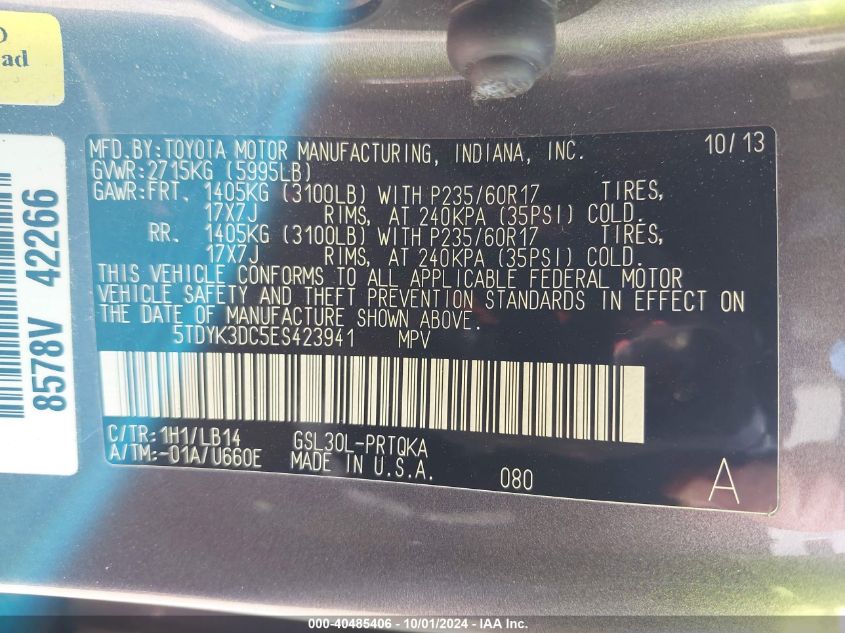 ad
8578V 42266
MFD.BY:TOYOTA MOTOR MANUFACTURING, INDIANA, INC. 10/13
GVWR:2715KG (5995LB)
GAWR:FRT. 1405KG (3100LB) WITH P235/60R17 TIRES,
17X7J RIMS, AT 240KPA (35PSI) COLD.
RR. 1405KG (3100LB) WITH P235/60R17 TIRES,
17X7J RIMS, AT 240KPA (35PSI) COLD.
THIS VEHICLE CONFORMS TO ALL APPLICABLE FEDERAL MOTOR
VEHICLE SAFETY AND THEFT PREVENTION STANDARDS IN EFFECT ON
THE DATE OF MANUFACTURE SHOWN ABOVE.
5TDYK3DC5ES423941 MPV
C/TR:1H1/LB14 GSL30L-PRTQKA
A/TM:-01A/U660E MADE IN U.S.A.
080 A
000-40485406 - 10/01/2024 - IAA Inc.